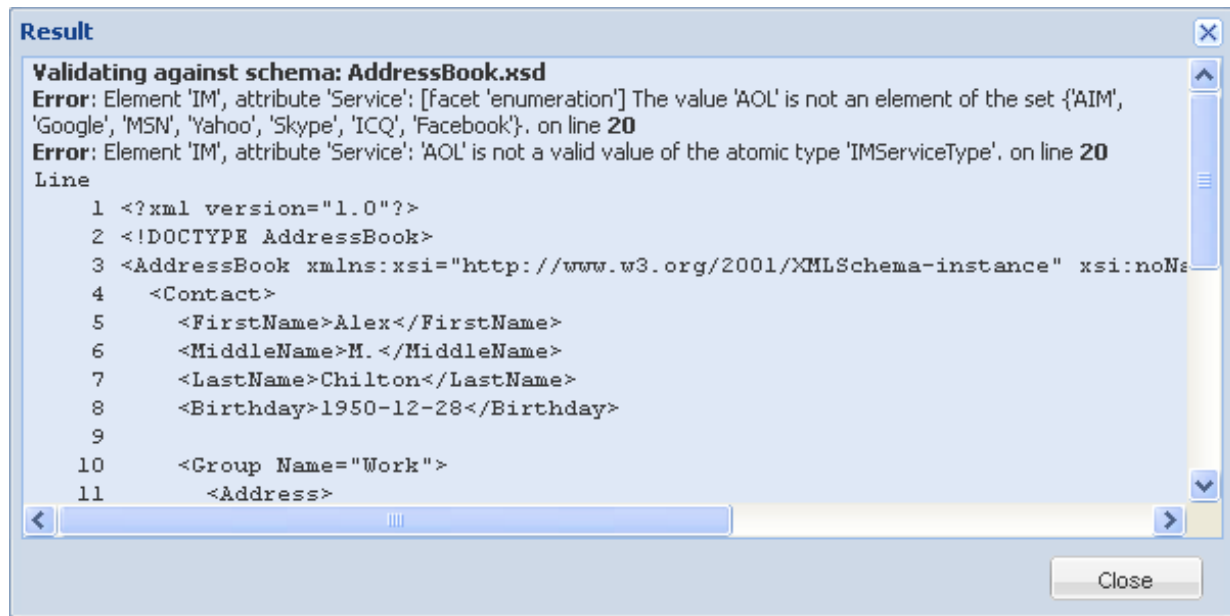 Result
Validating against schema: AddressBook.xsd
Error: Element 'IM', attribute 'Service': [facet 'enumeration'] The value 'AOL' is not an element of the set {'AIM',
'Google', 'MSN', 'Yahoo', 'Skype', 'ICQ', 'Facebook'}. on line 20
Error: Element 'IM', attribute 'Service': 'AOL' is not a valid value of the atomic type 'IMServiceType'. on line 20
Line
1 <?xml version="1.0"?>
2 <!DOCTYPE AddressBook>
3 <AddressBook xmlns:xsi="http://www.w3.org/2001/XMLSchema-instance" xsi:noNa
4 <Contact>
5 <FirstName>Alex</FirstName>
6 <MiddleName>M.</MiddleName>
7 <LastName>Chilton</LastName>
8 <Birthday>1950-12-28</Birthday>
9
10 <Group Name="Work">
11 <Address>
Close